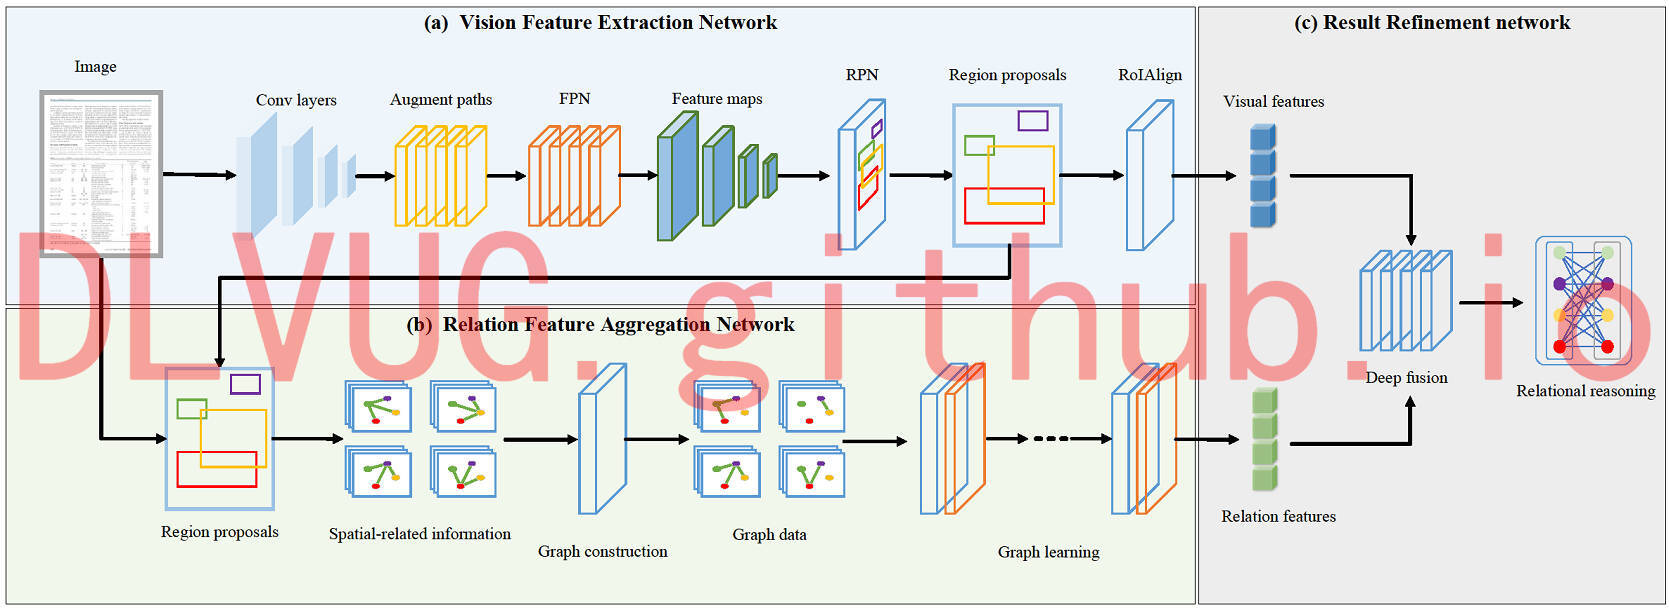 (a) Vision Feature Extraction Network
(c) Result Refinement network
Image
Conv layers
Augment paths
FPN
Feature maps
RPN
Region proposals
RoIAlign
Visual features
DLVUG.github.io
(b) Relation Feature Aggregation Network
Deep fusion
Relational reasoning
Region proposals
Spatial-related information
Graph construction
Graph data
Graph learning
Relation features